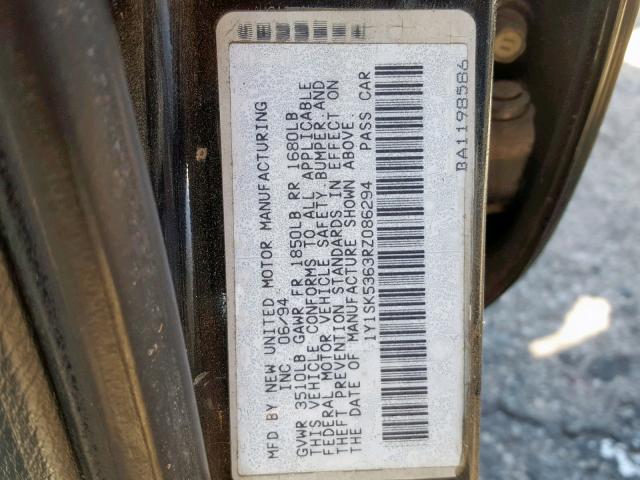 MFD BY NEW UNITED MOTOR MANUFACTURING
INC 06/94
GVWR 3510LB GAWR FR 1850LB RR 1680LB
THIS VEHICLE CONFORMS TO ALL APPLICABLE
FEDERAL MOTOR VEHICLE SAFETY, BUMPER, AND
THEFT PREVENTION STANDARDS IN EFFECT ON
THE DATE OF MANUFACTURE SHOWN ABOVE.
1Y1SK5363RZ086294 PASS CAR
BA1198586